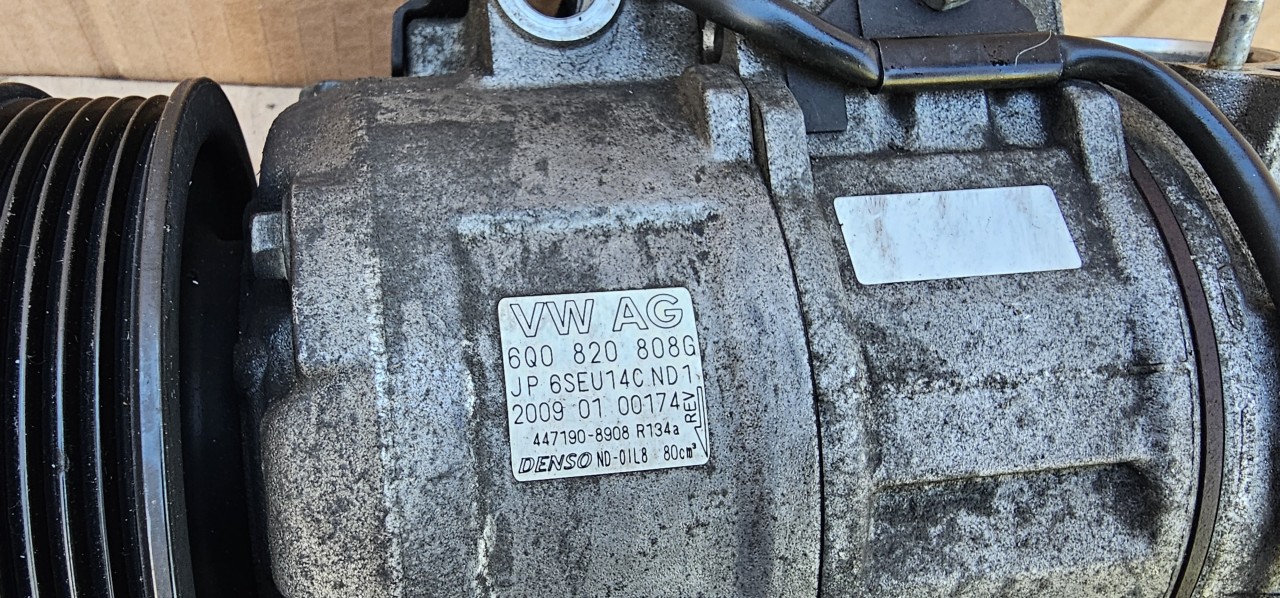 VW AG
6Q0 820 808G
JP 6SEU14C ND1
2009 01 00174
REV
447190-8908 R134a
DENSO ND-OIL8 80cm³